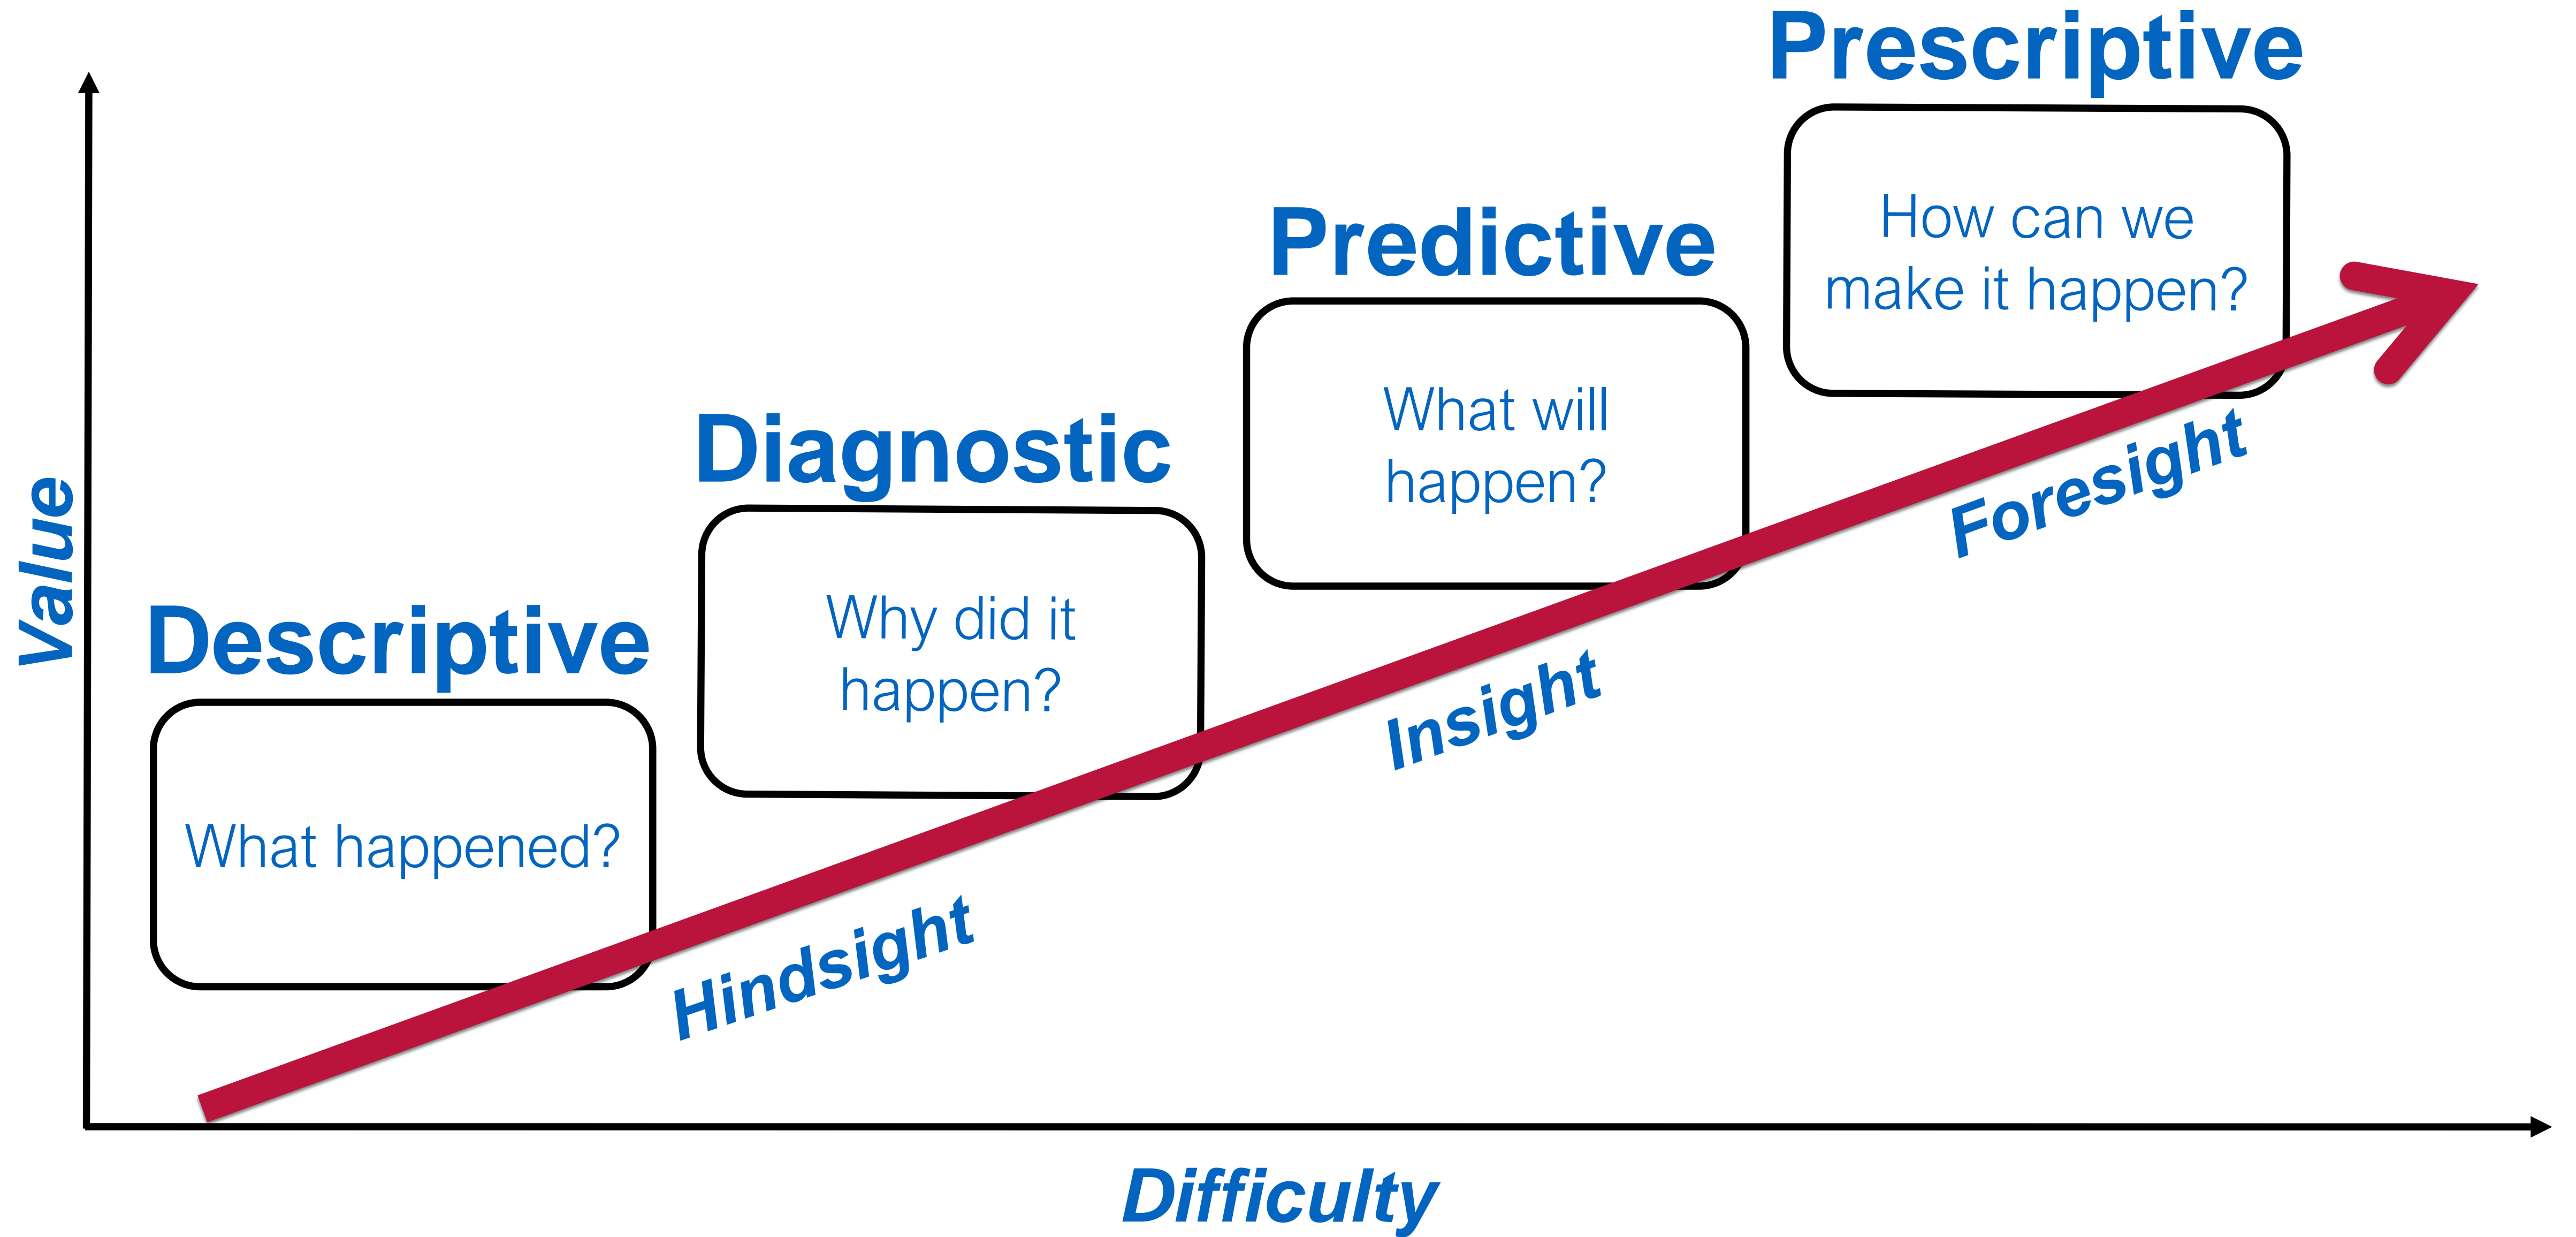 Prescriptive
How can we
make it happen?
Predictive
What will
happen?
Diagnostic
Why did it
happen?
Descriptive
What happened?
Value
Hindsight
Insight
Foresight
Difficulty